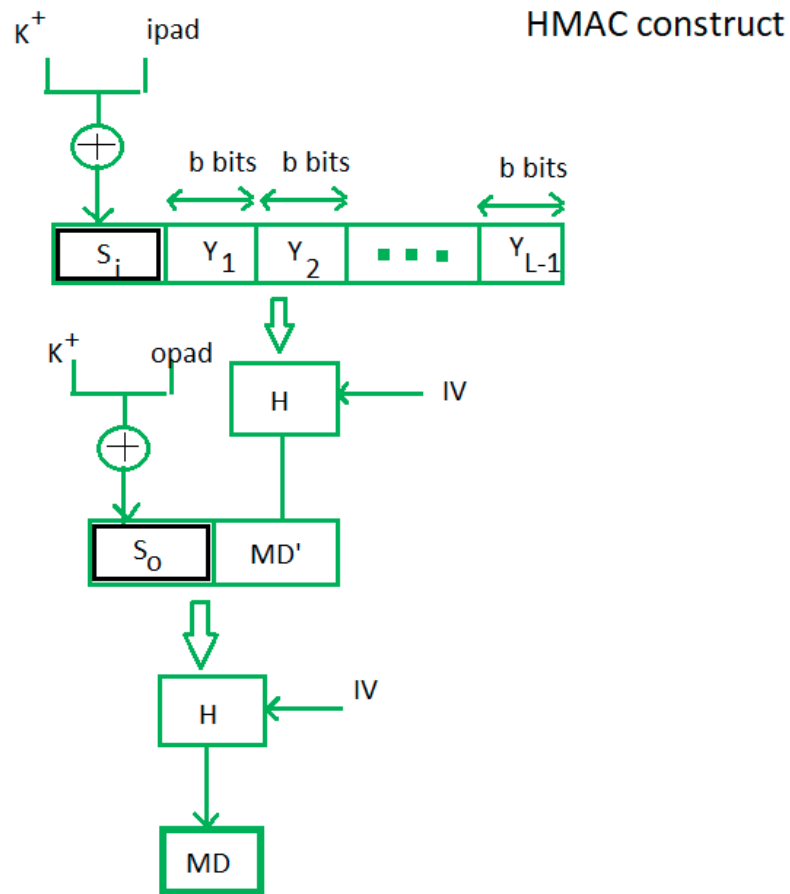 HMAC construct
K+ ipad
b bits b bits b bits
Si Y1 Y2 ... YL-1
K+ opad
H IV
So MD'
H IV
MD